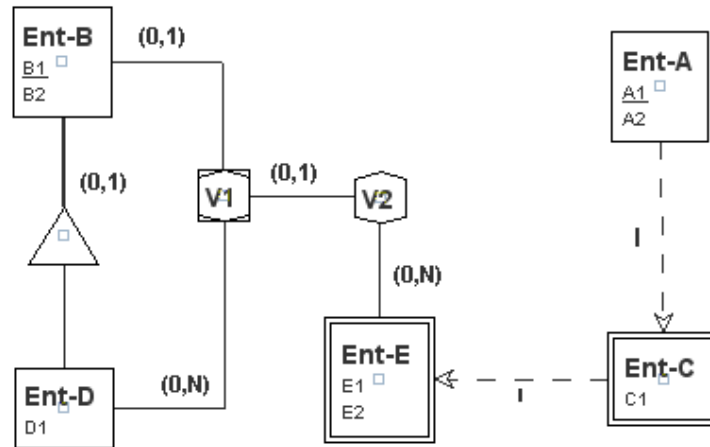 Ent-B
B1
B2
(0,1)
Ent-A
A1
A2
(0,1)
V1
(0,1)
V2
I
(0,N)
Ent-E
E1
E2
Ent-C
C1
I
Ent-D
D1
(0,N)